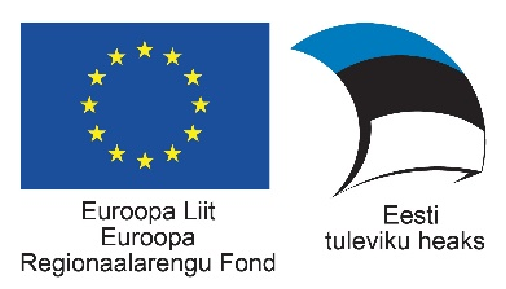 Euroopa Liit
Euroopa
Regionaalarengu Fond
Eesti
tuleviku heaks